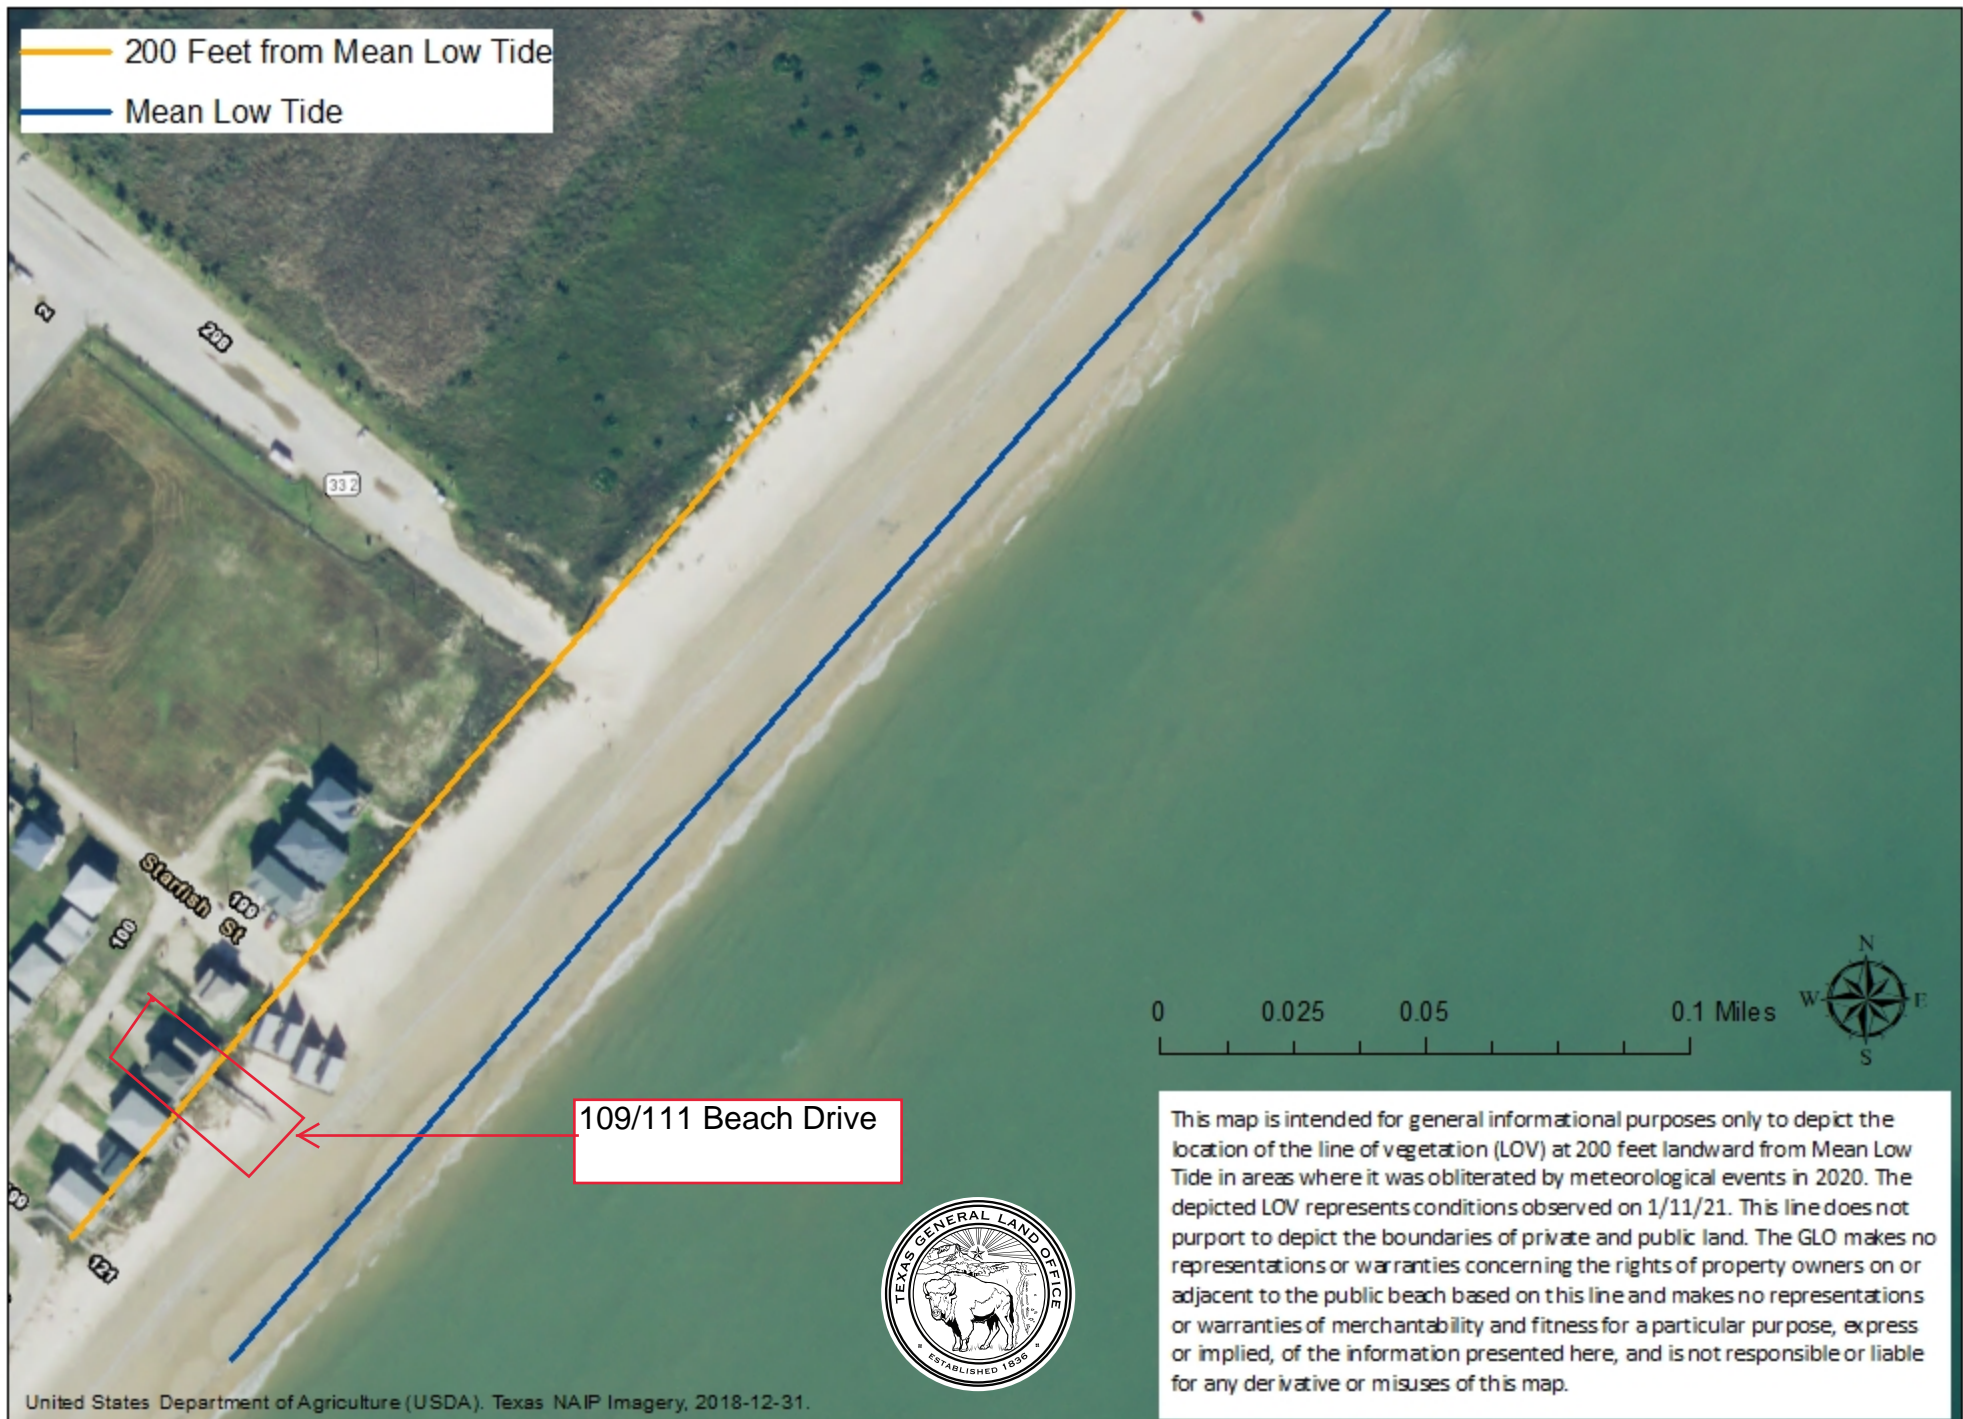 200 Feet from Mean Low Tide
Mean Low Tide
2
298
332
Starfish St
199
100
109/111 Beach Drive
99
121
0 0.025 0.05 0.1 Miles
N
W E
S
This map is intended for general informational purposes only to depict the
location of the line of vegetation (LOV) at 200 feet landward from Mean Low
Tide in areas where it was obliterated by meteorological events in 2020. The
depicted LOV represents conditions observed on 1/11/21. This line does not
purport to depict the boundaries of private and public land. The GLO makes no
representations or warranties concerning the rights of property owners on or
adjacent to the public beach based on this line and makes no representations
or warranties of merchantability and fitness for a particular purpose, express
or implied, of the information presented here, and is not responsible or liable
for any derivative or misuses of this map.
TEXAS GENERAL LAND OFFICE
ESTABLISHED 1836
United States Department of Agriculture (USDA). Texas NAIP Imagery, 2018-12-31.